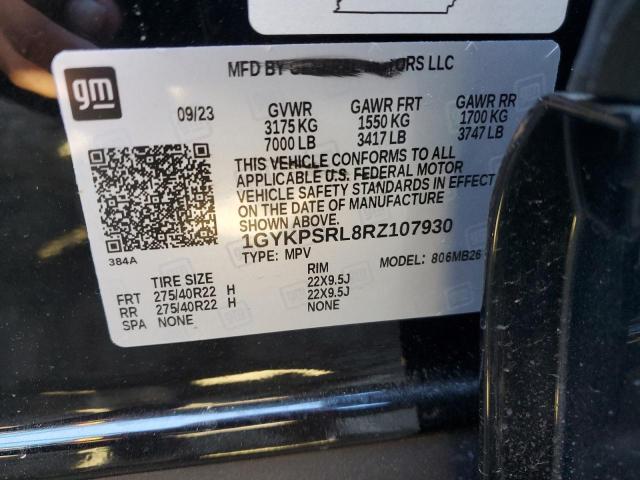 gm
MFD BY ORS LLC
09/23
GVWR
3175 KG
7000 LB
GAWR FRT
1550 KG
3417 LB
GAWR RR
1700 KG
3747 LB
THIS VEHICLE CONFORMS TO ALL
APPLICABLE U.S. FEDERAL MOTOR
VEHICLE SAFETY STANDARDS IN EFFECT
ON THE DATE OF MANUFACTURE
SHOWN ABOVE.
1GYKPSRL8RZ107930
TYPE: MPV
MODEL: 806MB26
384A
TIRE SIZE
RIM
FRT 275/40R22 H 22X9.5J
RR 275/40R22 H 22X9.5J
SPA NONE NONE